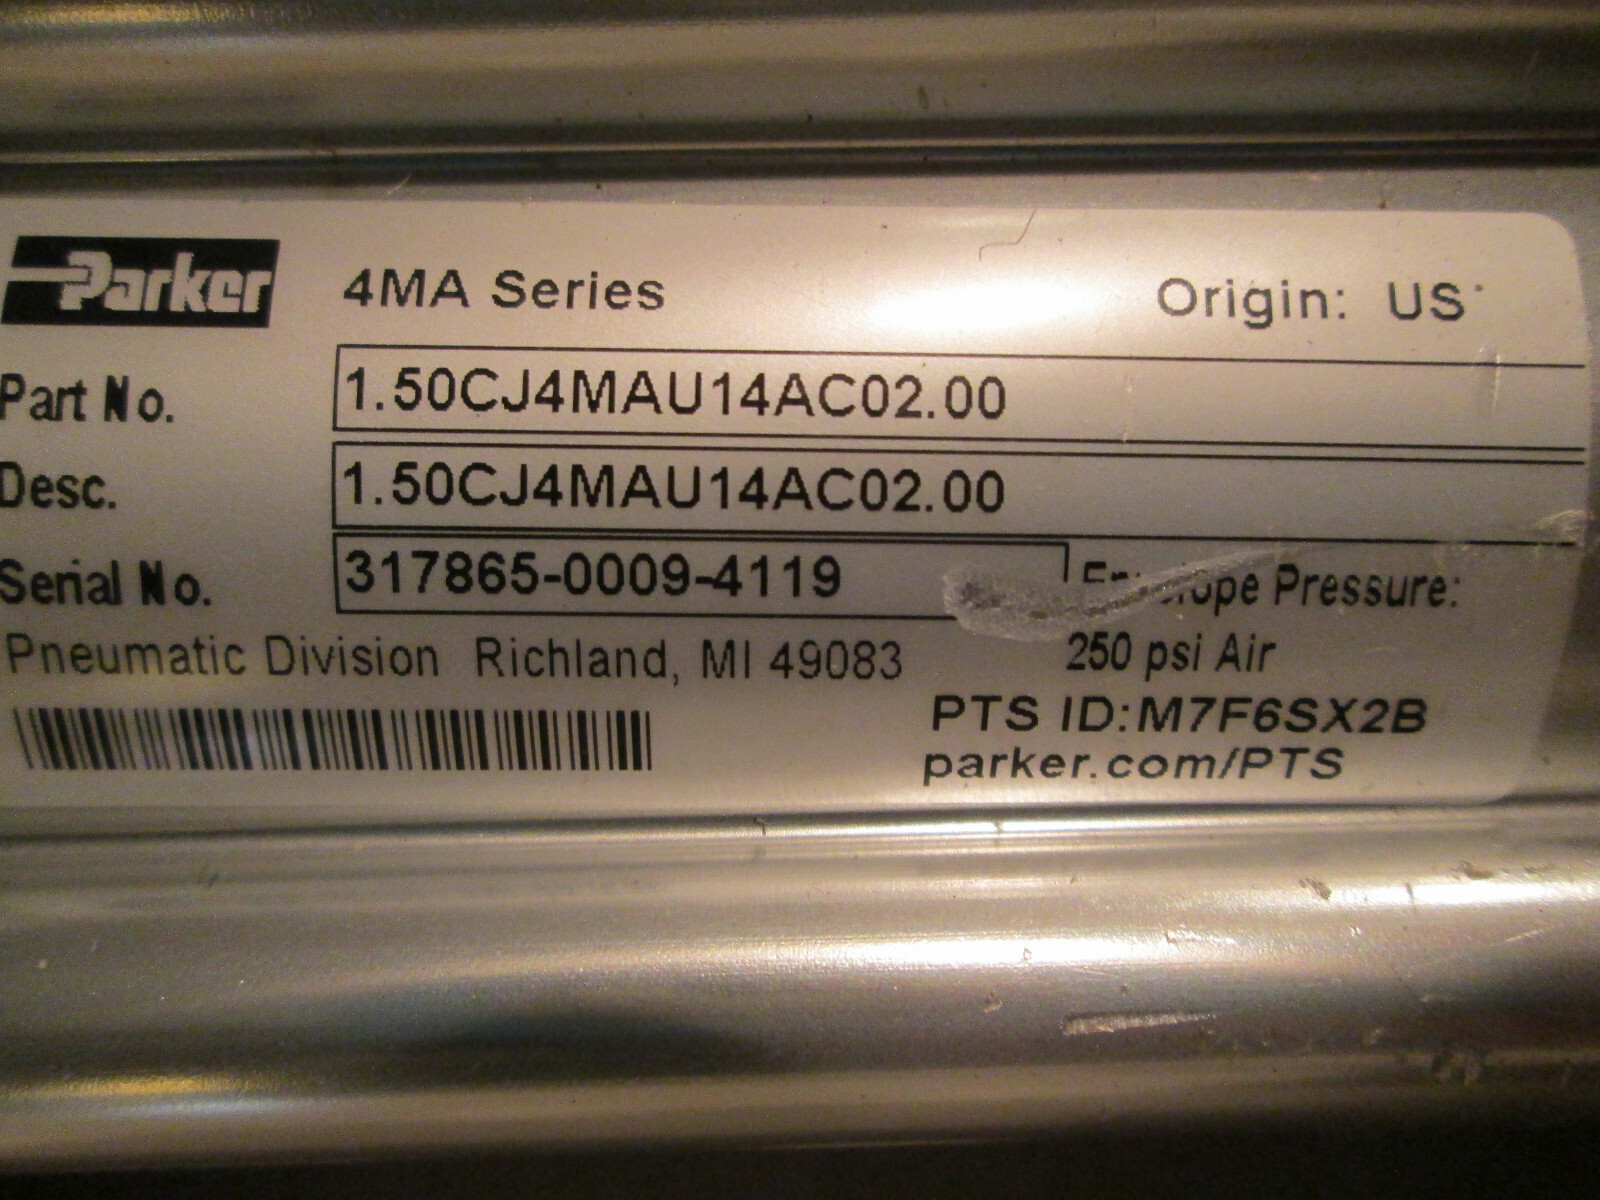 Parker 4MA Series Origin: US
Part No. 1.50CJ4MAU14AC02.00
Desc. 1.50CJ4MAU14AC02.00
Serial No. 317865-0009-4119
Pressure:
Pneumatic Division Richland, MI 49083 250 psi Air
PTS ID:M7F6SX2B
parker.com/PTS